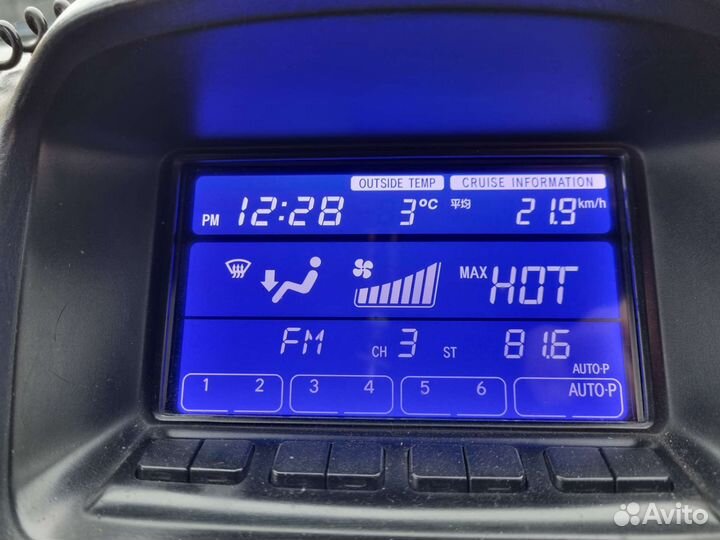 OUTSIDE TEMP CRUISE INFORMATION
PM 12:28 3°C 平均 21.9 km/h
MAX HOT
FM CH 3 ST 81.6
AUTO·P
1 2 3 4 5 6 AUTO·P
Avito